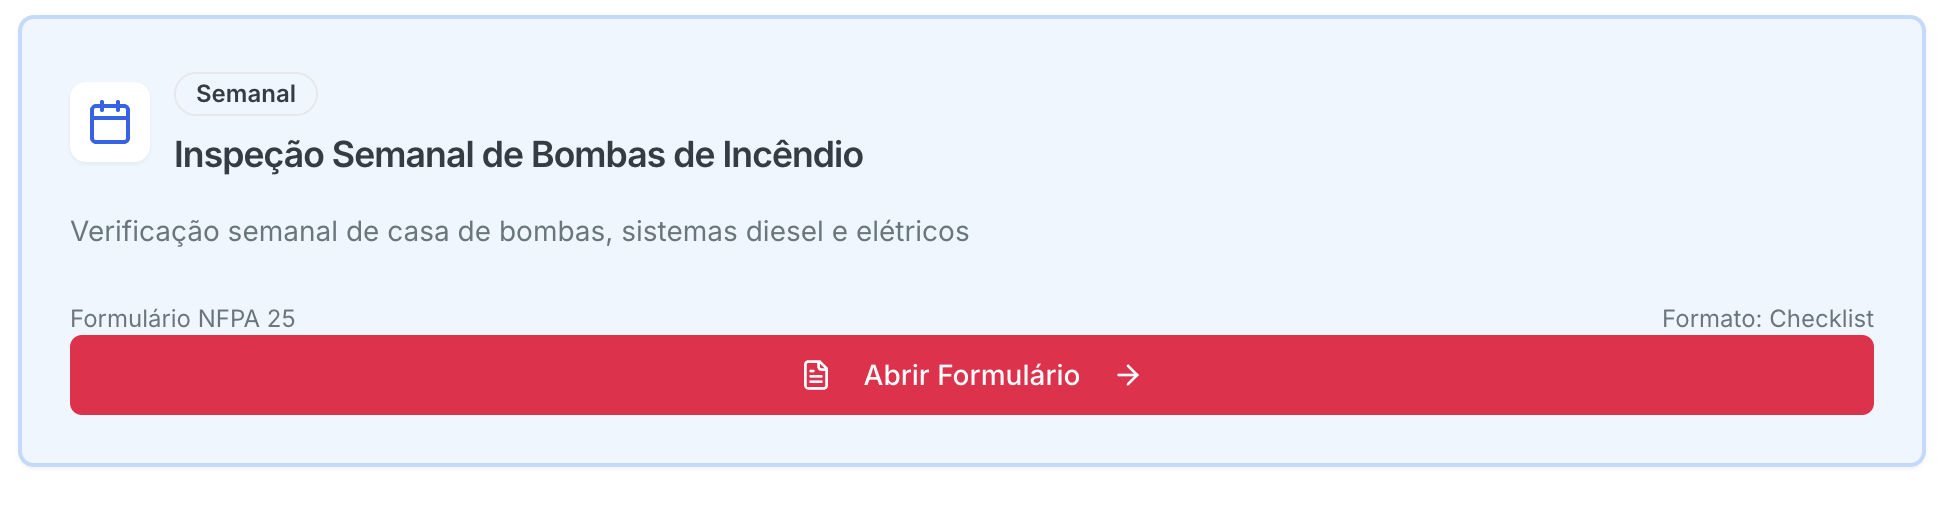 Semanal
Inspeção Semanal de Bombas de Incêndio
Verificação semanal de casa de bombas, sistemas diesel e elétricos
Formulário NFPA 25
Formato: Checklist
Abrir Formulário